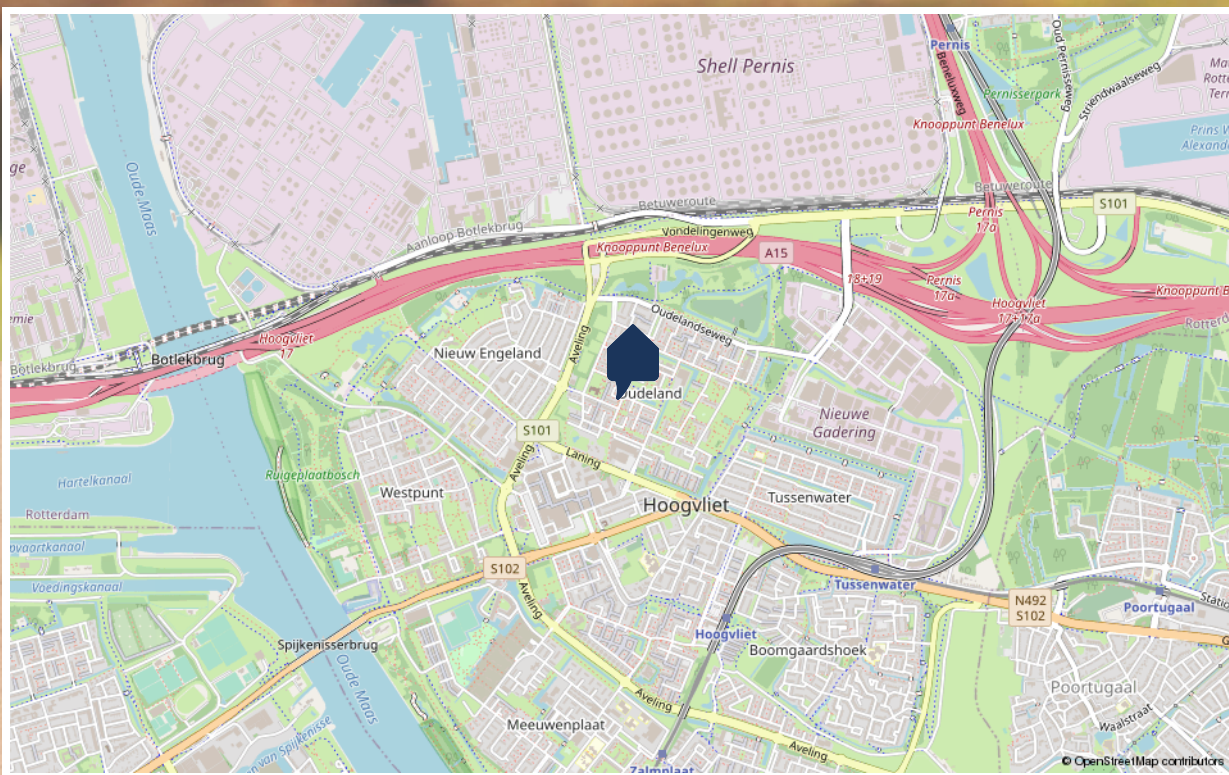 Pernis
Beneluxweg
Oud Pernisseweg
Shell Pernis
Striendwaalseweg
Pernisserpark
Knooppunt Benelux
Oude Maas
Betuweroute
Betuweroute
S101
Pernis
17a
Aanloop Botlekbrug
Vondelingenweg
Knooppunt Benelux
A15
18+19
Pernis
17a
Hoogvliet
17+17a
Oudelandseweg
Hoogvliet
17
Aveling
Nieuw Engeland
Botlekbrug
Botlekbrug
Oudeland
Nieuwe
Gadering
S101
Laning
Aveling
Ruigeplaatbosch
Hartelkanaal
Westpunt
Tussenwater
Hoogvliet
Rotterdam
S102
Tussenwater
Voedingskanaal
Aveling
N492
S102
Poortugaal
Hoogvliet
Spijkenisserbrug
Boomgaardshoek
Oude Maas
Poortugaal
Aveling
Waalstraat
Meeuwenplaat
Aveling
Zalmplaat
© OpenStreetMap contributors